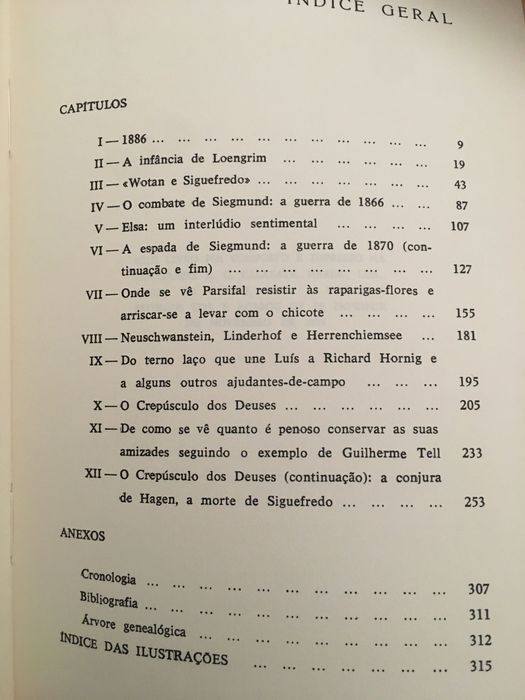 ÍNDICE GERAL
CAPÍTULOS
I — 1886 ... ... ... ... ... ... ... ... ... ... ... 9
II — A infância de Loengrim ... ... ... ... ... ... 19
III — «Wotan e Siguefredo» ... ... ... ... ... ... ... 43
IV — O combate de Siegmund: a guerra de 1866 ... ... 87
V — Elsa: um interlúdio sentimental ... ... ... ... 107
VI — A espada de Siegmund: a guerra de 1870 (con-
tinuação e fim) ... ... ... ... ... ... ... ... 127
VII — Onde se vê Parsifal resistir às raparigas-flores e
arriscar-se a levar com o chicote ... ... ... ... 155
VIII — Neuschwanstein, Linderhof e Herrenchiemsee ... 181
IX — Do terno laço que une Luís a Richard Hornig e
a alguns outros ajudantes-de-campo ... ... ... 195
X — O Crepúsculo dos Deuses ... ... ... ... ... ... 205
XI — De como se vê quanto é penoso conservar as suas
amizades seguindo o exemplo de Guilherme Tell 233
XII — O Crepúsculo dos Deuses (continuação): a conjura
de Hagen, a morte de Siguefredo ... ... ... ... 253
ANEXOS
Cronologia ... ... ... ... ... ... ... ... ... ... ... ... 307
Bibliografia ... ... ... ... ... ... ... ... ... ... ... ... 311
Árvore genealógica ... ... ... ... ... ... ... ... ... ... 312
ÍNDICE DAS ILUSTRAÇÕES ... ... ... ... ... ... ... ... 315